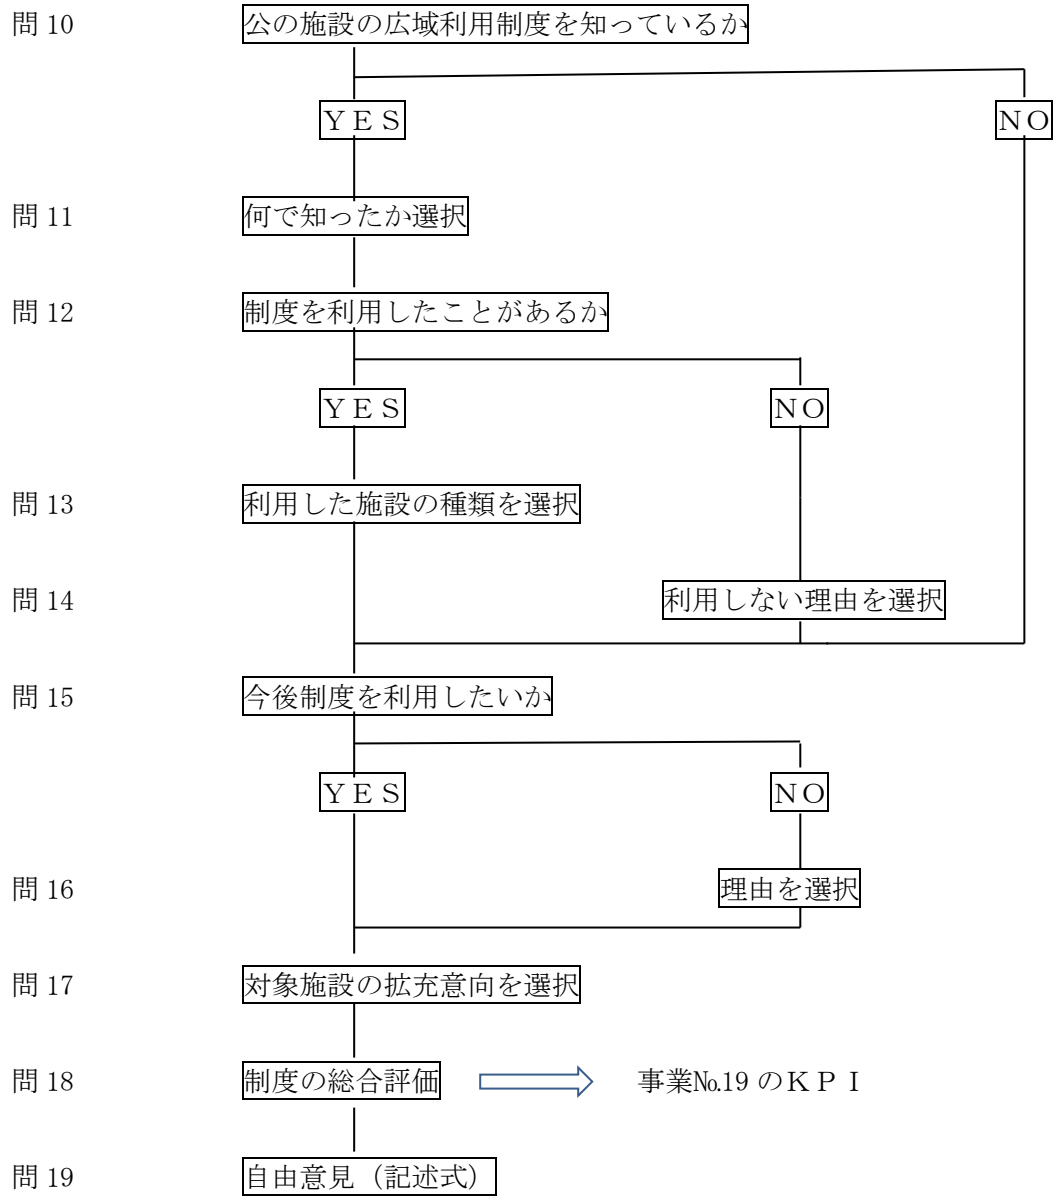 問 10 公の施設の広域利用制度を知っているか
ＹＥＳ ＮＯ
問 11 何で知ったか選択
問 12 制度を利用したことがあるか
ＹＥＳ ＮＯ
問 13 利用した施設の種類を選択
問 14 利用しない理由を選択
問 15 今後制度を利用したいか
ＹＥＳ ＮＯ
問 16 理由を選択
問 17 対象施設の拡充意向を選択
問 18 制度の総合評価 事業№19 のＫＰＩ
問 19 自由意見（記述式）